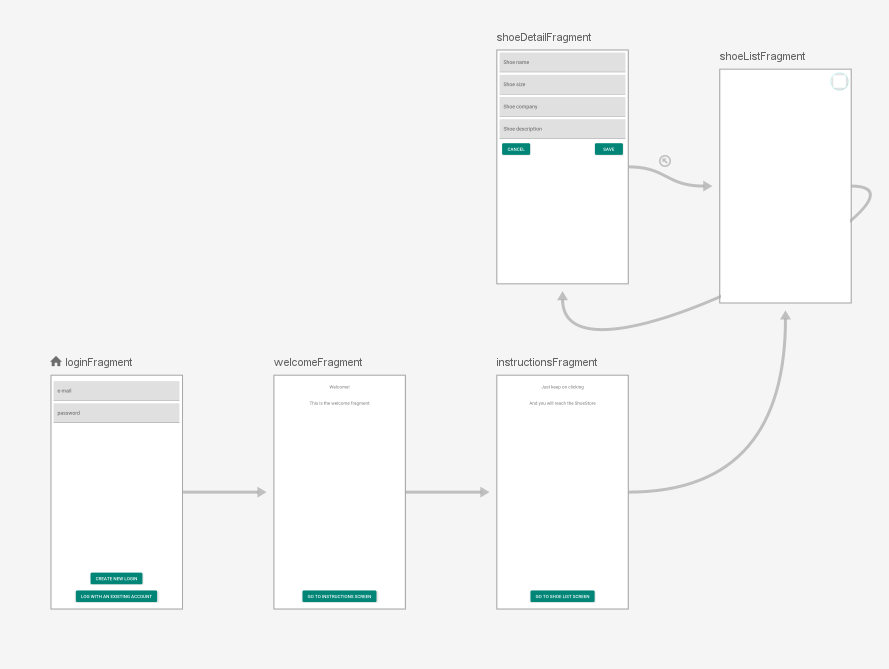 shoeDetailFragment
Shoe name
Shoe size
Shoe company
Shoe description
CANCEL
SAVE
shoeListFragment
loginFragment
e-mail
password
CREATE NEW LOGIN
LOG WITH AN EXISTING ACCOUNT
welcomeFragment
Welcome!
This is the welcome fragment
GO TO INSTRUCTIONS SCREEN
instructionsFragment
Just keep on clicking
And you will reach the ShoeStore
GO TO SHOE LIST SCREEN